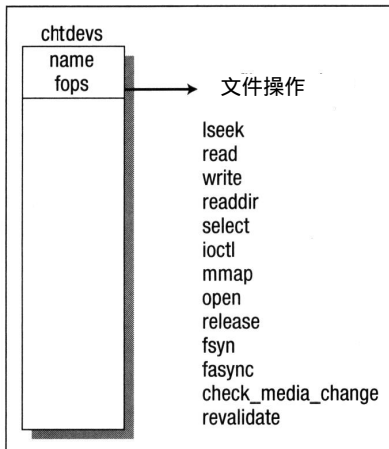 chtdevs
name
fops
文件操作
lseek
read
write
readdir
select
ioctl
mmap
open
release
fsyn
fasync
check_media_change
revalidate